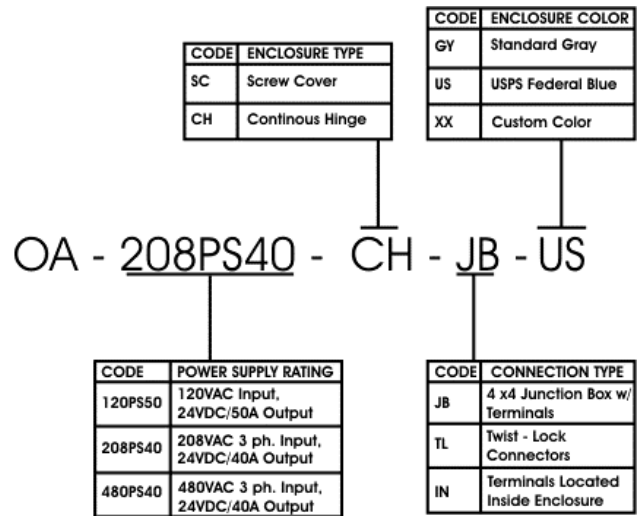 CODE ENCLOSURE COLOR
GY Standard Gray
US USPS Federal Blue
XX Custom Color
CODE ENCLOSURE TYPE
SC Screw Cover
CH Continous Hinge
OA - 208PS40 - CH - JB - US
CODE POWER SUPPLY RATING
120PS50 120VAC Input,
24VDC/50A Output
208PS40 208VAC 3 ph. Input,
24VDC/40A Output
480PS40 480VAC 3 ph. Input,
24VDC/40A Output
CODE CONNECTION TYPE
JB 4 x4 Junction Box w/
Terminals
TL Twist - Lock
Connectors
IN Terminals Located
Inside Enclosure